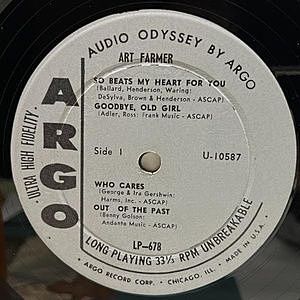 AUDIO ODYSSEY BY ARGO
ART FARMER
SO BEATS MY HEART FOR YOU
(Ballard, Henderson, Waring:
DeSylva, Brown & Henderson - ASCAP)
GOODBYE, OLD GIRL
(Adler, Ross: Frank Music - ASCAP)
ARGO
ULTRA HIGH FIDELITY
Side 1
U-10587
WHO CARES
(George & Ira Gershwin:
Harms, Inc. - ASCAP)
OUT OF THE PAST
(Benny Golson:
Andante Music - ASCAP)
LP-678
LONG PLAYING 33⅓ RPM UNBREAKABLE
ARGO RECORD CORP. - CHICAGO, ILL. MADE IN U.S.A.